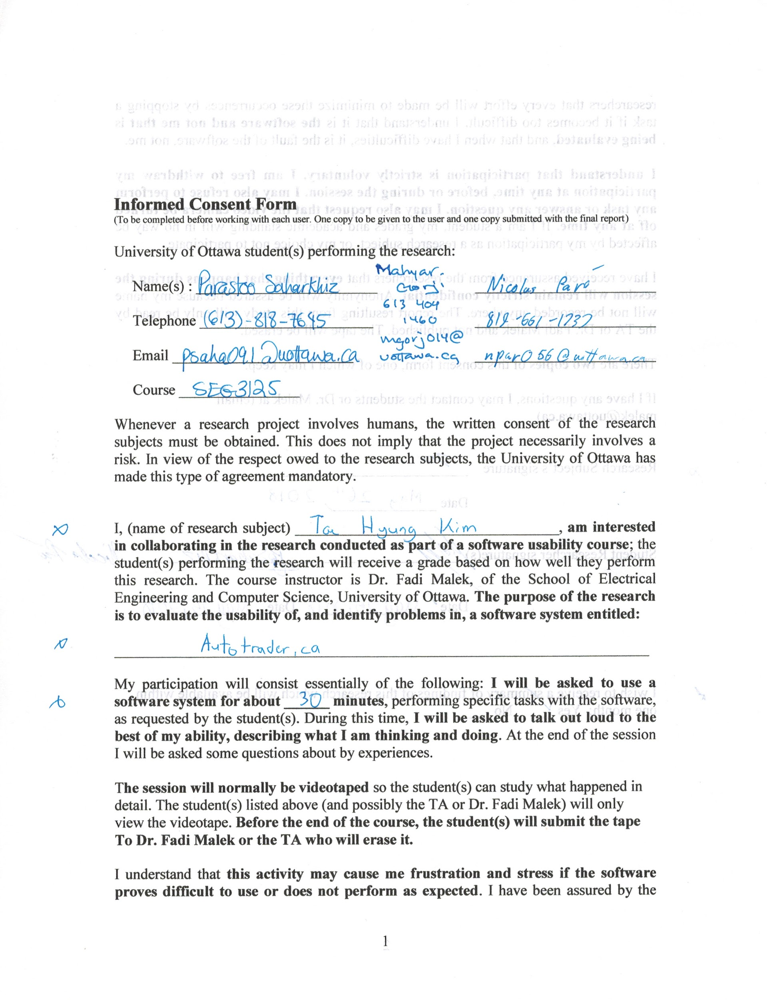 Informed Consent Form
(To be completed before working with each user. One copy to be given to the user and one copy submitted with the final report)
University of Ottawa student(s) performing the research:
Name(s) : Parastoo Saharkhiz Mahyar Gorji Nicolas Paré
Telephone (613)-818-7645 613 404 1460 819-661-1737
Email psaha091@uottawa.ca mgorj014@uottawa.ca npar056@uottawa.ca
Course SEG3125
Whenever a research project involves humans, the written consent of the research
subjects must be obtained. This does not imply that the project necessarily involves a
risk. In view of the respect owed to the research subjects, the University of Ottawa has
made this type of agreement mandatory.
I, (name of research subject) Tae Hyung Kim, am interested
in collaborating in the research conducted as part of a software usability course; the
student(s) performing the research will receive a grade based on how well they perform
this research. The course instructor is Dr. Fadi Malek, of the School of Electrical
Engineering and Computer Science, University of Ottawa. The purpose of the research
is to evaluate the usability of, and identify problems in, a software system entitled:
Autotrader.ca
My participation will consist essentially of the following: I will be asked to use a
software system for about 30 minutes, performing specific tasks with the software,
as requested by the student(s). During this time, I will be asked to talk out loud to the
best of my ability, describing what I am thinking and doing. At the end of the session
I will be asked some questions about by experiences.
The session will normally be videotaped so the student(s) can study what happened in
detail. The student(s) listed above (and possibly the TA or Dr. Fadi Malek) will only
view the videotape. Before the end of the course, the student(s) will submit the tape
To Dr. Fadi Malek or the TA who will erase it.
I understand that this activity may cause me frustration and stress if the software
proves difficult to use or does not perform as expected. I have been assured by the
1